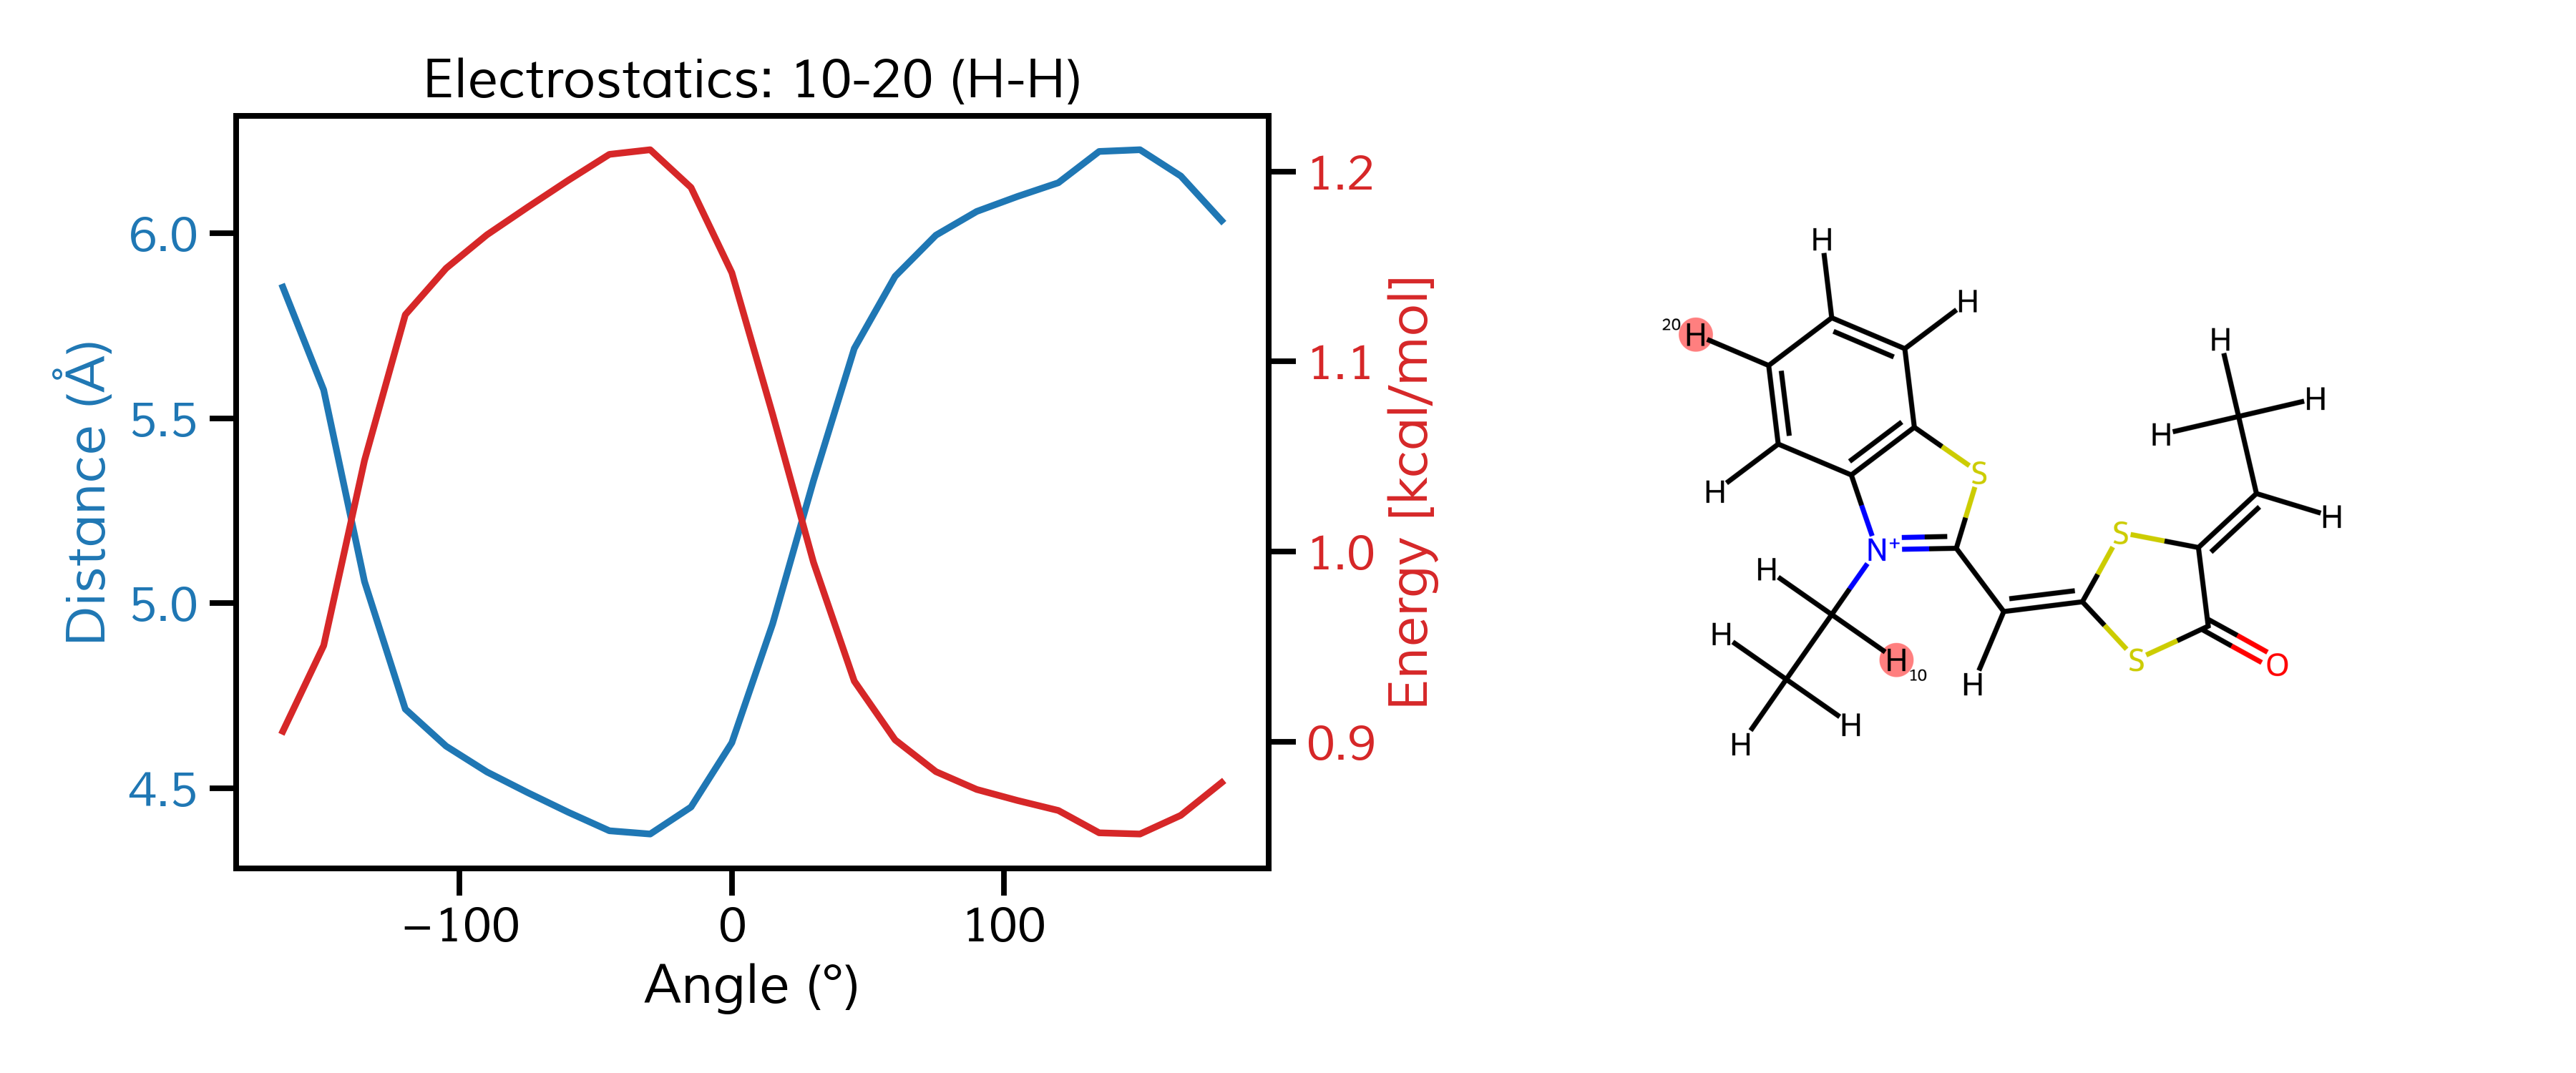 Electrostatics: 10-20 (H-H)
Distance (Å)
6.0
5.5
5.0
4.5
1.2
1.1
1.0
0.9
Energy [kcal/mol]
−100 0 100
Angle (°)
H
H
20 H
H
H
H
H
S
H
H
S
N+
H
H
H 10
S
O
H
H
H